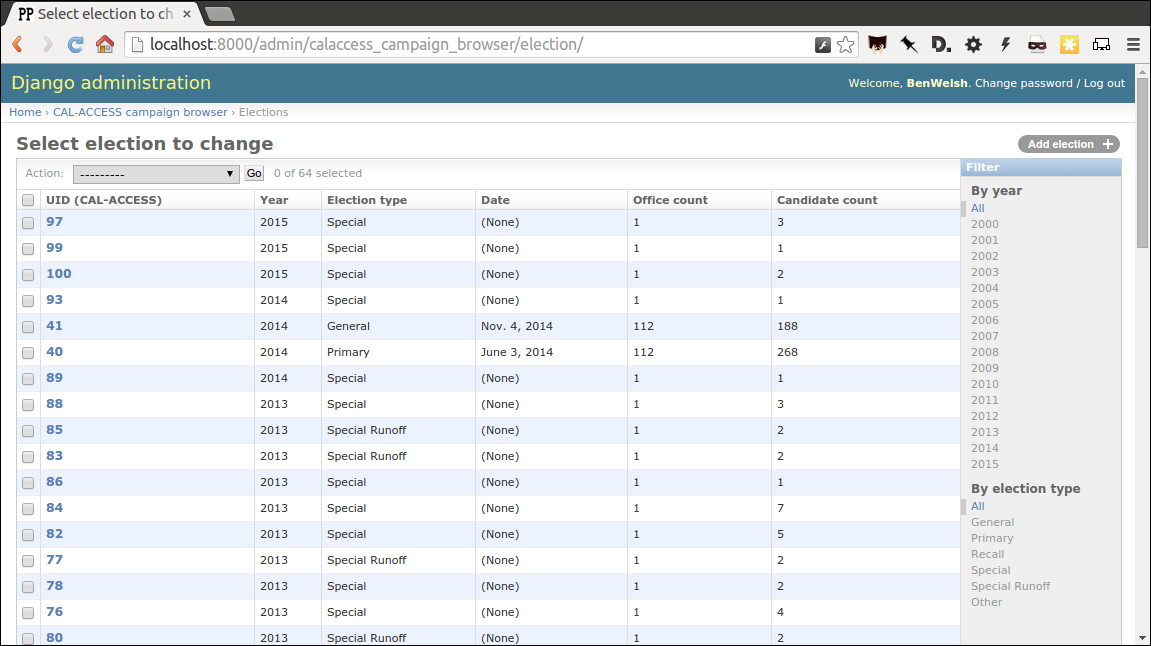 PP Select election to ch
localhost:8000/admin/calaccess_campaign_browser/election/
D.
Django administration
Welcome, BenWelsh. Change password / Log out
Home › CAL-ACCESS campaign browser › Elections
Select election to change
Add election +
Action: --------- Go 0 of 64 selected
UID (CAL-ACCESS) Year Election type Date Office count Candidate count
97 2015 Special (None) 1 3
99 2015 Special (None) 1 1
100 2015 Special (None) 1 2
93 2014 Special (None) 1 1
41 2014 General Nov. 4, 2014 112 188
40 2014 Primary June 3, 2014 112 268
89 2014 Special (None) 1 1
88 2013 Special (None) 1 3
85 2013 Special Runoff (None) 1 2
83 2013 Special Runoff (None) 1 2
86 2013 Special (None) 1 1
84 2013 Special (None) 1 7
82 2013 Special (None) 1 5
77 2013 Special Runoff (None) 1 2
78 2013 Special (None) 1 2
76 2013 Special (None) 1 4
80 2013 Special Runoff (None) 1 2
Filter
By year
All
2000
2001
2002
2003
2004
2005
2006
2007
2008
2009
2010
2011
2012
2013
2014
2015
By election type
All
General
Primary
Recall
Special
Special Runoff
Other